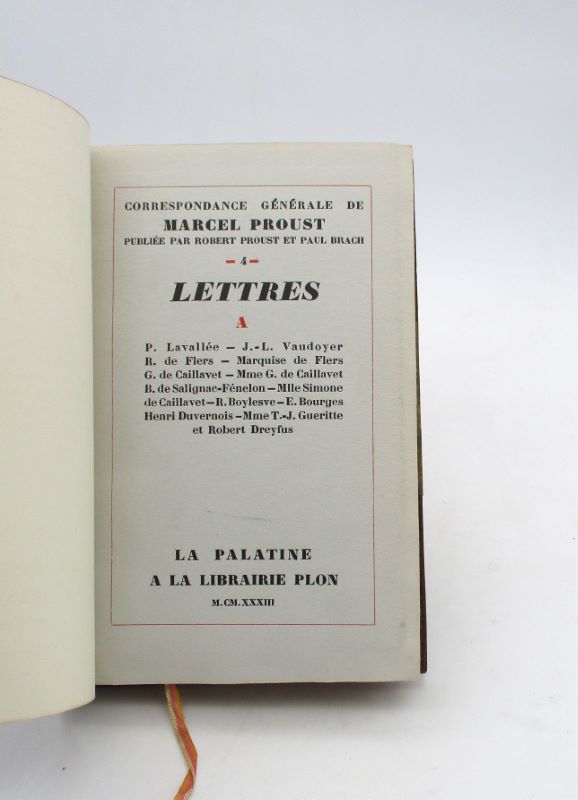 CORRESPONDANCE GÉNÉRALE DE
MARCEL PROUST
PUBLIÉE PAR ROBERT PROUST ET PAUL BRACH
– 4 –
LETTRES
A
P. Lavallée – J.-L. Vaudoyer
R. de Flers – Marquise de Flers
G. de Caillavet – Mme G. de Caillavet
B. de Salignac-Fénelon – Mlle Simone
de Caillavet – R. Boylesve – E. Bourges
Henri Duvernois – Mme T.-J. Gueritte
et Robert Dreyfus
LA PALATINE
A LA LIBRAIRIE PLON
M.CM.XXXIII